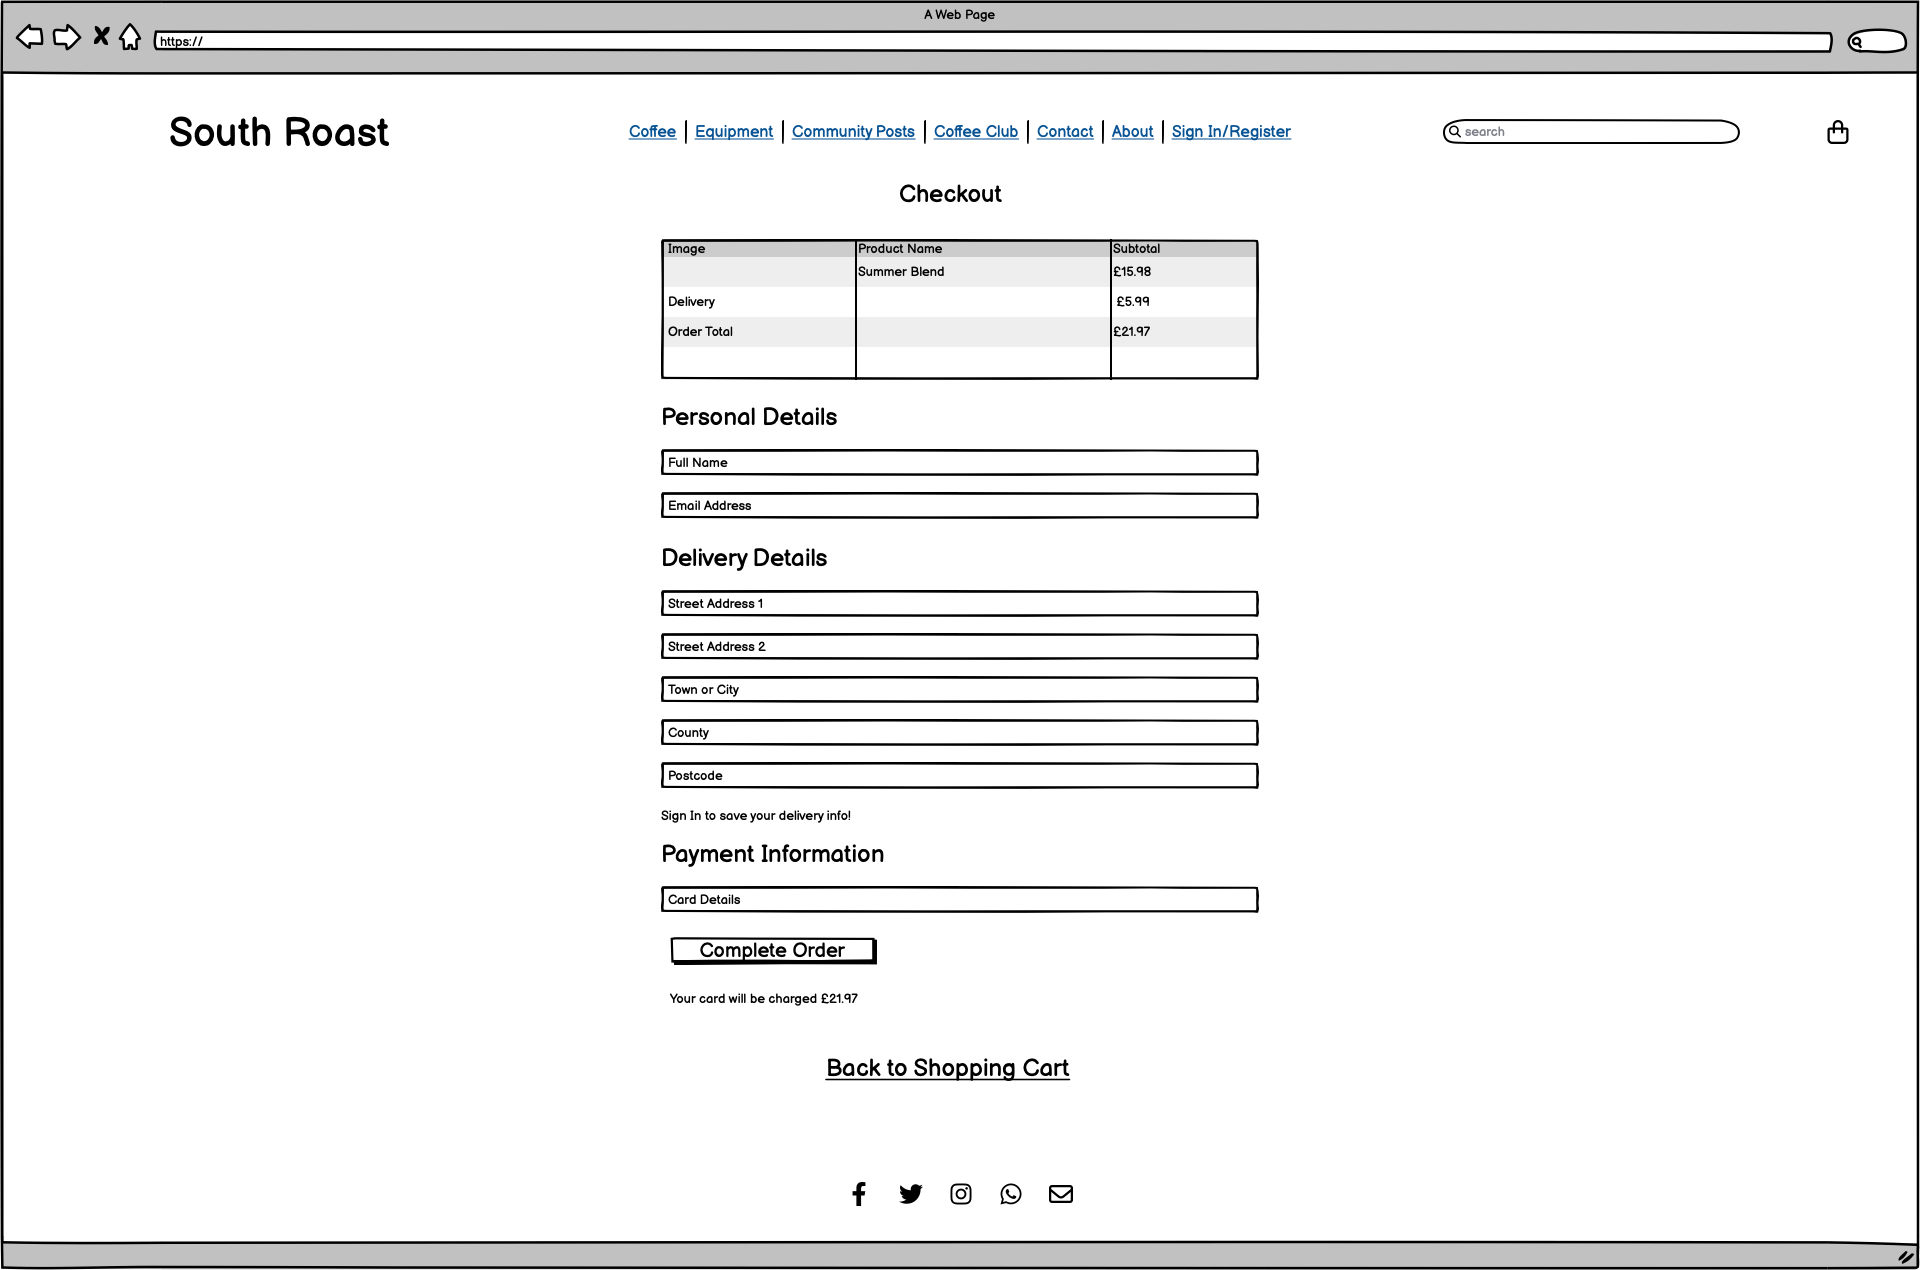 A Web Page
https://
South Roast
Coffee | Equipment | Community Posts | Coffee Club | Contact | About | Sign In/Register
search
Checkout
Image Product Name Subtotal
Summer Blend £15.98
Delivery £5.99
Order Total £21.97
Personal Details
Full Name
Email Address
Delivery Details
Street Address 1
Street Address 2
Town or City
County
Postcode
Sign In to save your delivery info!
Payment Information
Card Details
Complete Order
Your card will be charged £21.97
Back to Shopping Cart